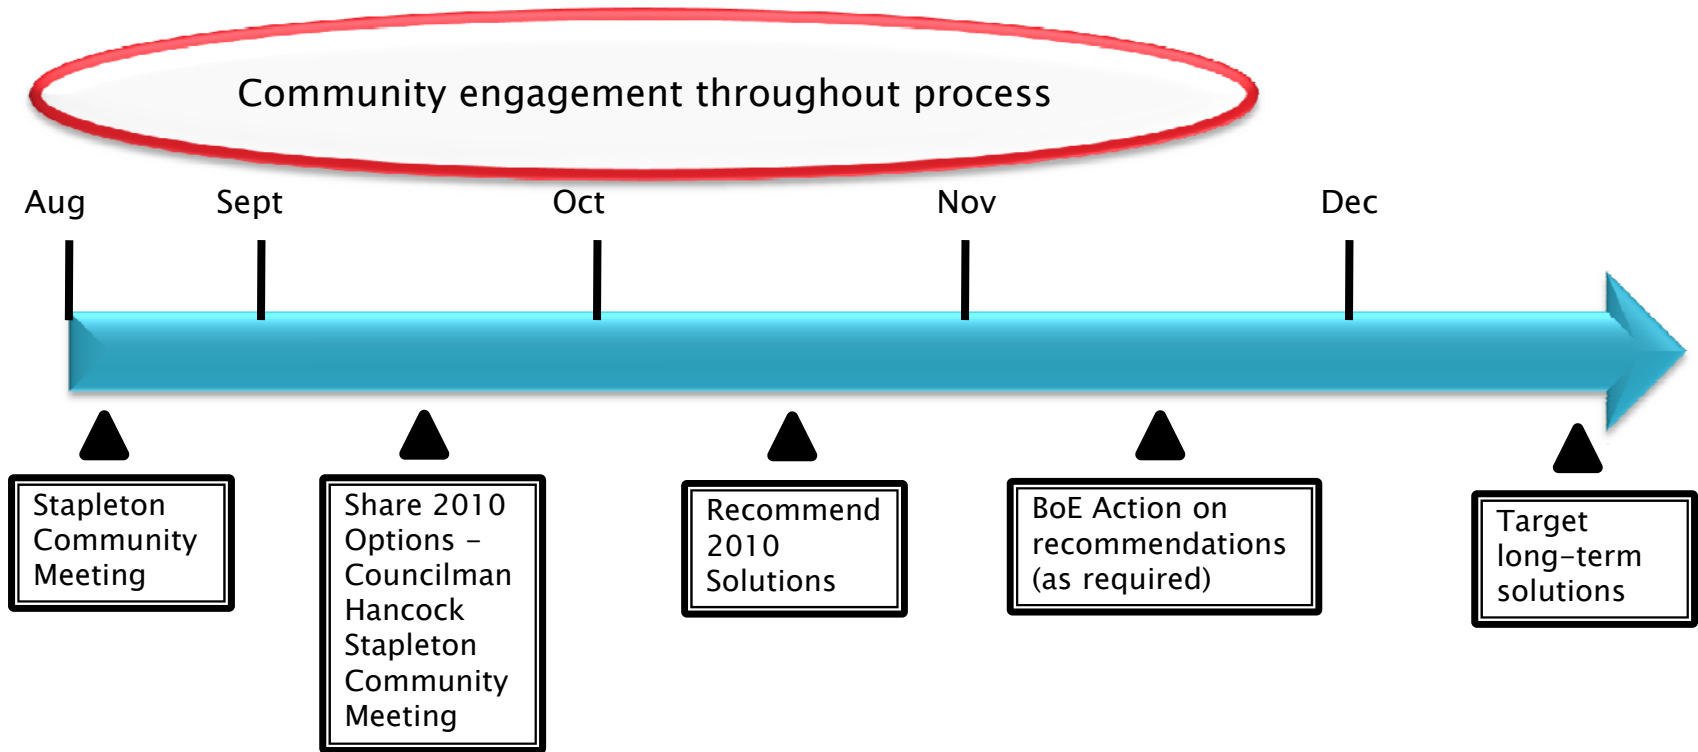 Community engagement throughout process
Aug
Sept
Oct
Nov
Dec
Stapleton
Community
Meeting
Share 2010
Options –
Councilman
Hancock
Stapleton
Community
Meeting
Recommend
2010
Solutions
BoE Action on
recommendations
(as required)
Target
long-term
solutions